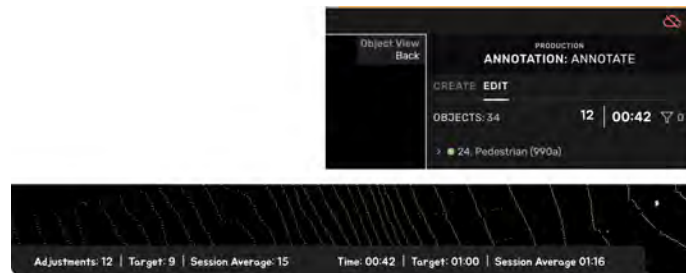 Object View
Back
PRODUCTION
ANNOTATION: ANNOTATE
CREATE EDIT
OBJECTS: 34 12 | 00:42 0
> 24. Pedestrian (990a)
Adjustments: 12 | Target: 9 | Session Average: 15 Time: 00:42 | Target: 01:00 | Session Average 01:16